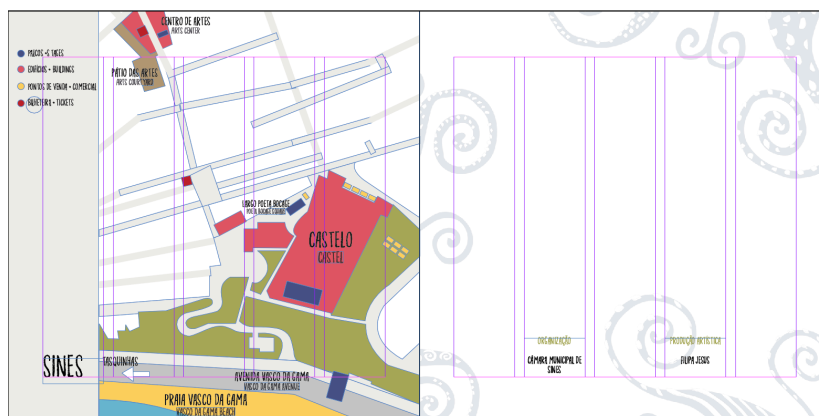 CENTRO DE ARTES
ARTS CENTER
PALCOS + STAGES
EDIFÍCIOS + BUILDINGS
PONTOS DE VENDA + COMERCIAL
BILHETEIRA + TICKETS
PÁTIO DAS ARTES
ARTS COURTYARD
LARGO POETA BOCAGE
POETA BOCAGE SQUARE
CASTELO
CASTEL
SINES
TASQUINHAS
AVENIDA VASCO DA GAMA
VASCO DA GAMA AVENUE
PRAIA VASCO DA GAMA
VASCO DA GAMA BEACH
ORGANIZAÇÃO
CÂMARA MUNICIPAL DE
SINES
PRODUÇÃO ARTÍSTICA
FILIPA JESUS